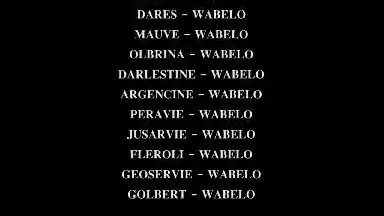 DARES - WABELO
MAUVE - WABELO
OLBRINA - WABELO
DARLESTINE - WABELO
ARGENCINE - WABELO
PERAVIE - WABELO
JUSARVIE - WABELO
FLEROLI - WABELO
GEOSERVIE - WABELO
GOLBERT - WABELO